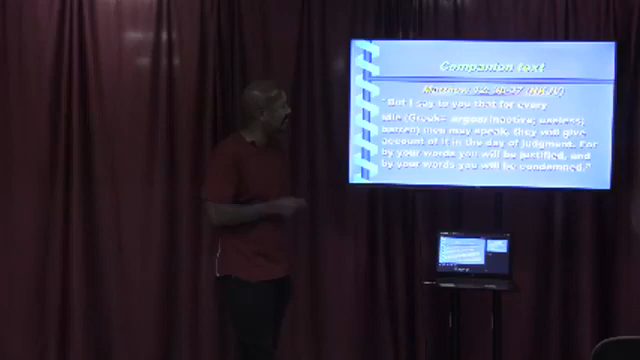 Companion text
Matthew 12: 36-37 (NKJV)
"But I say to you that for every
idle (Greek= argos: inactive; useless;
barren) men may speak, they will give
account of it in the day of judgment. For
by your words you will be justified, and
by your words you will be condemned."